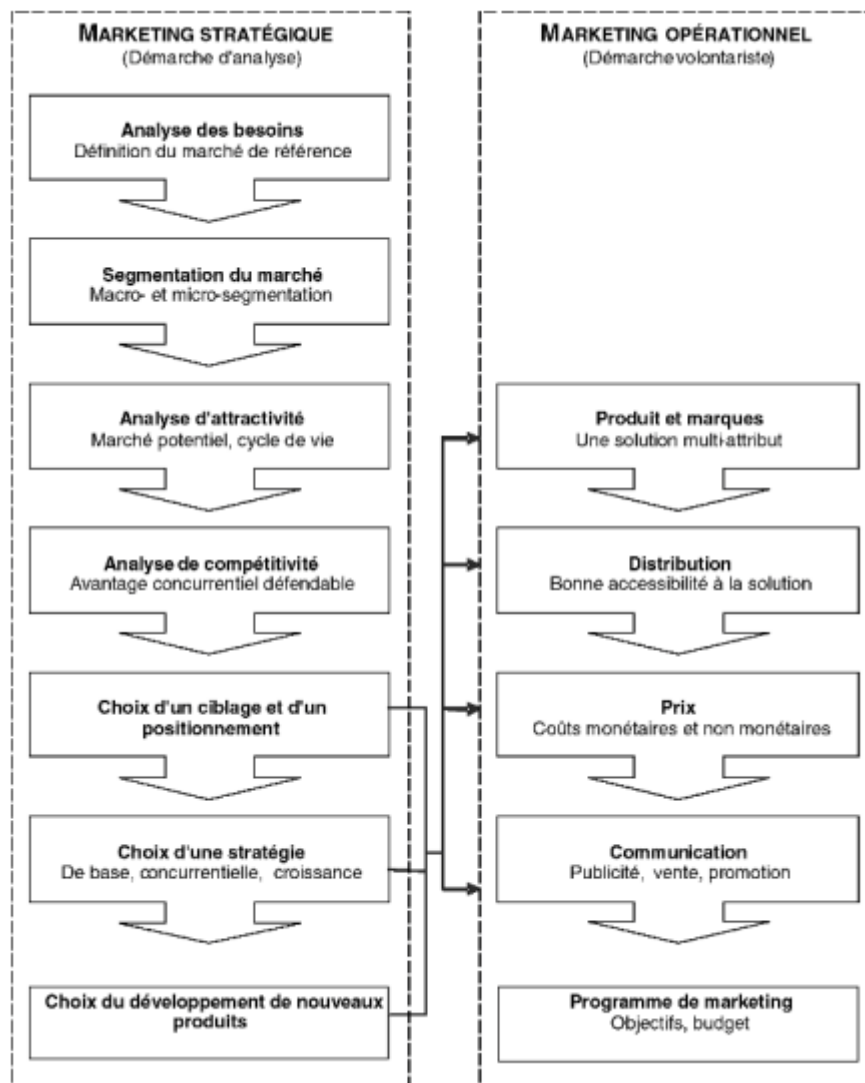 MARKETING STRATÉGIQUE
(Démarche d'analyse)
Analyse des besoins
Définition du marché de référence
Segmentation du marché
Macro- et micro-segmentation
Analyse d'attractivité
Marché potentiel, cycle de vie
Analyse de compétitivité
Avantage concurrentiel défendable
Choix d'un ciblage et d'un
positionnement
Choix d'une stratégie
De base, concurrentielle, croissance
Choix du développement de nouveaux
produits
MARKETING OPÉRATIONNEL
(Démarche volontariste)
Produit et marques
Une solution multi-attribut
Distribution
Bonne accessibilité à la solution
Prix
Coûts monétaires et non monétaires
Communication
Publicité, vente, promotion
Programme de marketing
Objectifs, budget